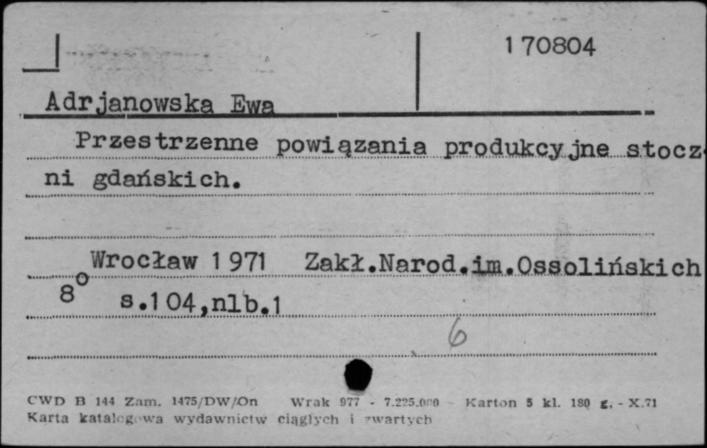 170804
Adrjanowska Ewa
Przestrzenne powiązania produkcyjne stocz-
ni gdańskich.
Wrocław 1971 Zakł.Narod.im.Ossolińskich
8° s.104,nlb.1
6
CWD B 144 Zam. 1475/DW/On Wrak 977 - 7.225.000 Karton 5 kl. 180 g. - X.71
Karta katalogowa wydawnictw ciągłych i zwartych